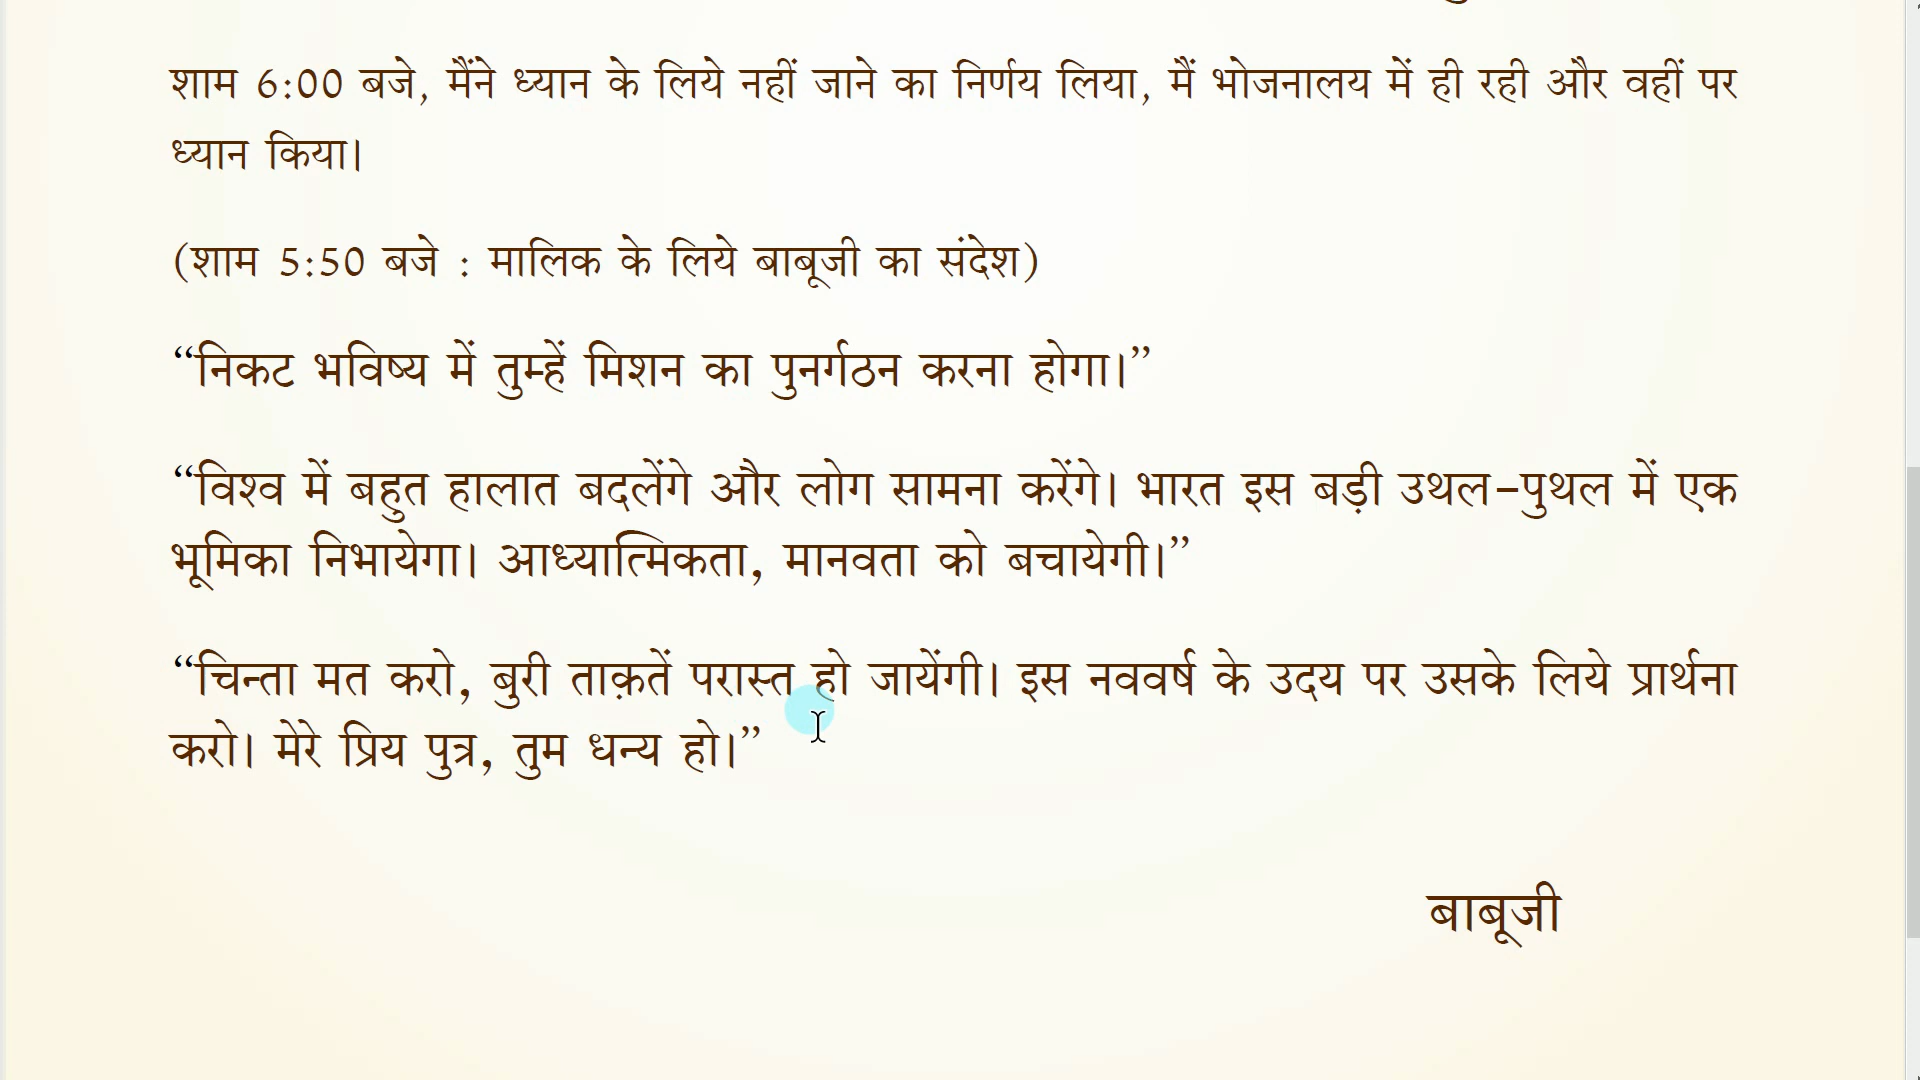 शाम 6:00 बजे, मैंने ध्यान के लिये नहीं जाने का निर्णय लिया, मैं भोजनालय में ही रही और वहीं पर
ध्यान किया।
(शाम 5:50 बजे : मालिक के लिये बाबूजी का संदेश)
“निकट भविष्य में तुम्हें मिशन का पुनर्गठन करना होगा।”
“विश्व में बहुत हालात बदलेंगे और लोग सामना करेंगे। भारत इस बड़ी उथल-पुथल में एक
भूमिका निभायेगा। आध्यात्मिकता, मानवता को बचायेगी।”
“चिन्ता मत करो, बुरी ताक़तें परास्त हो जायेंगी। इस नववर्ष के उदय पर उसके लिये प्रार्थना
करो। मेरे प्रिय पुत्र, तुम धन्य हो।”
बाबूजी